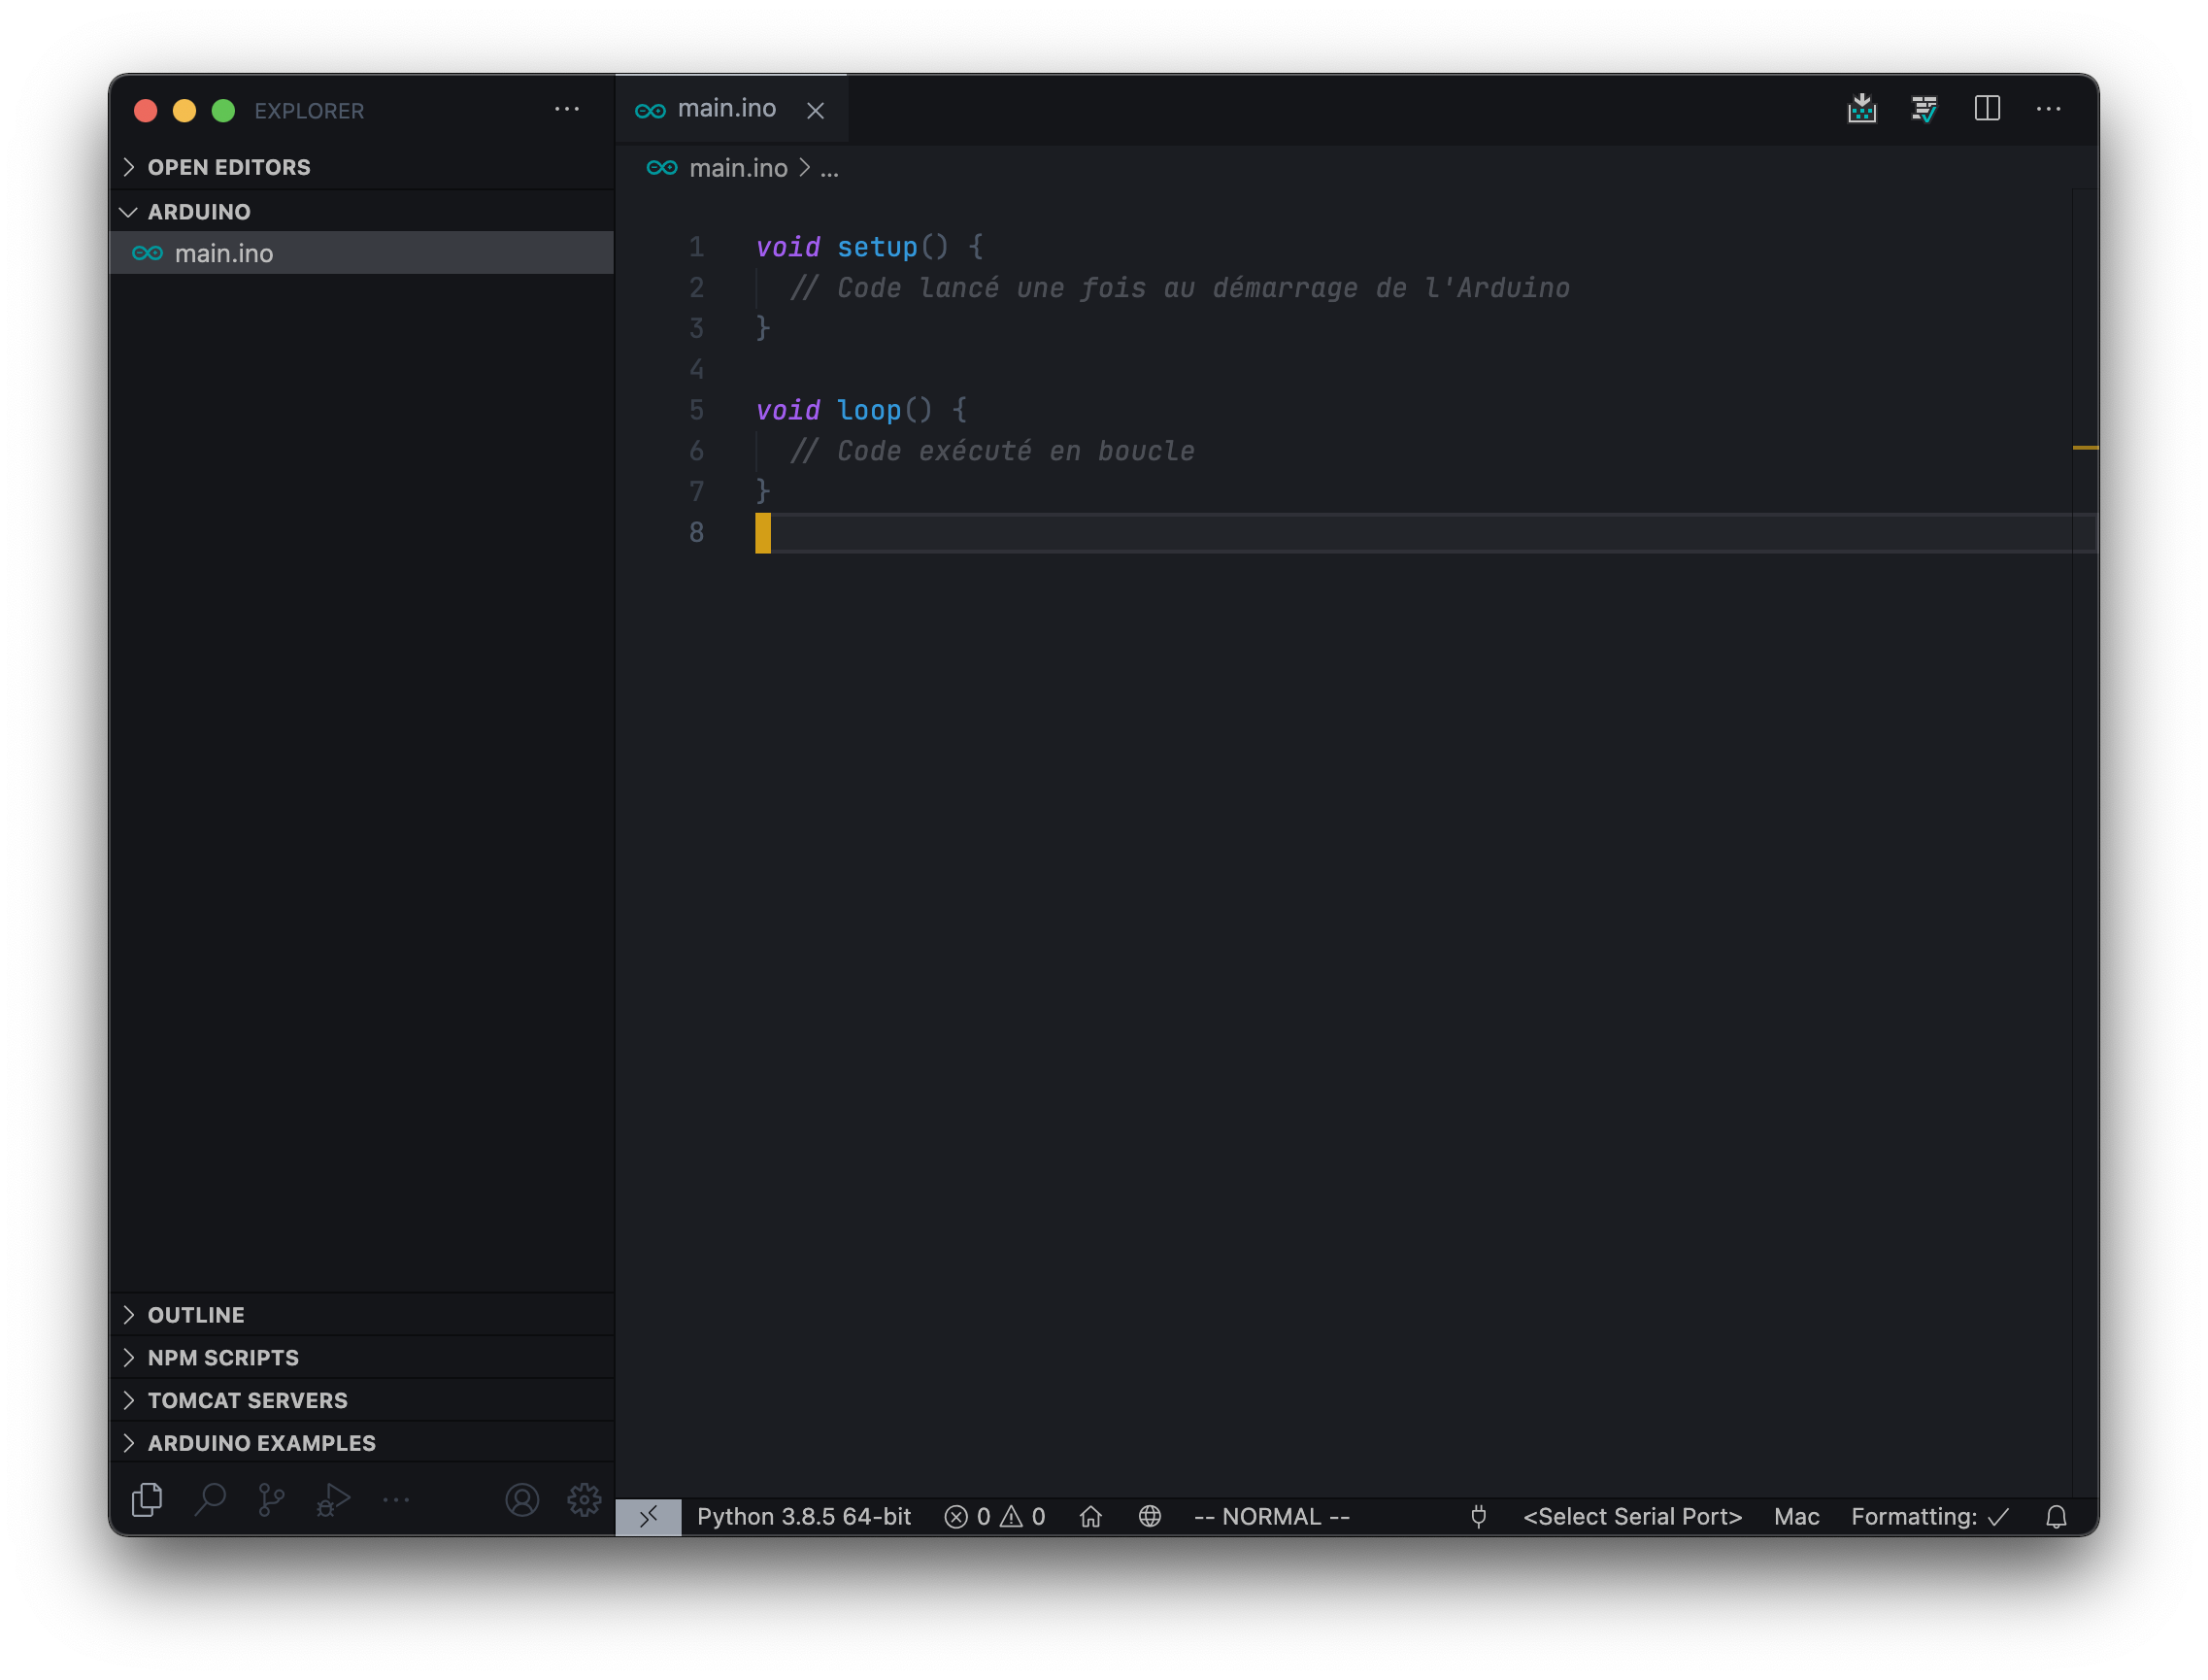 EXPLORER
OPEN EDITORS
ARDUINO
main.ino
main.ino
main.ino > ...
1 void setup() {
2 // Code lancé une fois au démarrage de l'Arduino
3 }
4
5 void loop() {
6 // Code exécuté en boucle
7 }
8
OUTLINE
NPM SCRIPTS
TOMCAT SERVERS
ARDUINO EXAMPLES
Python 3.8.5 64-bit 0 0 -- NORMAL -- <Select Serial Port> Mac Formatting: ✓